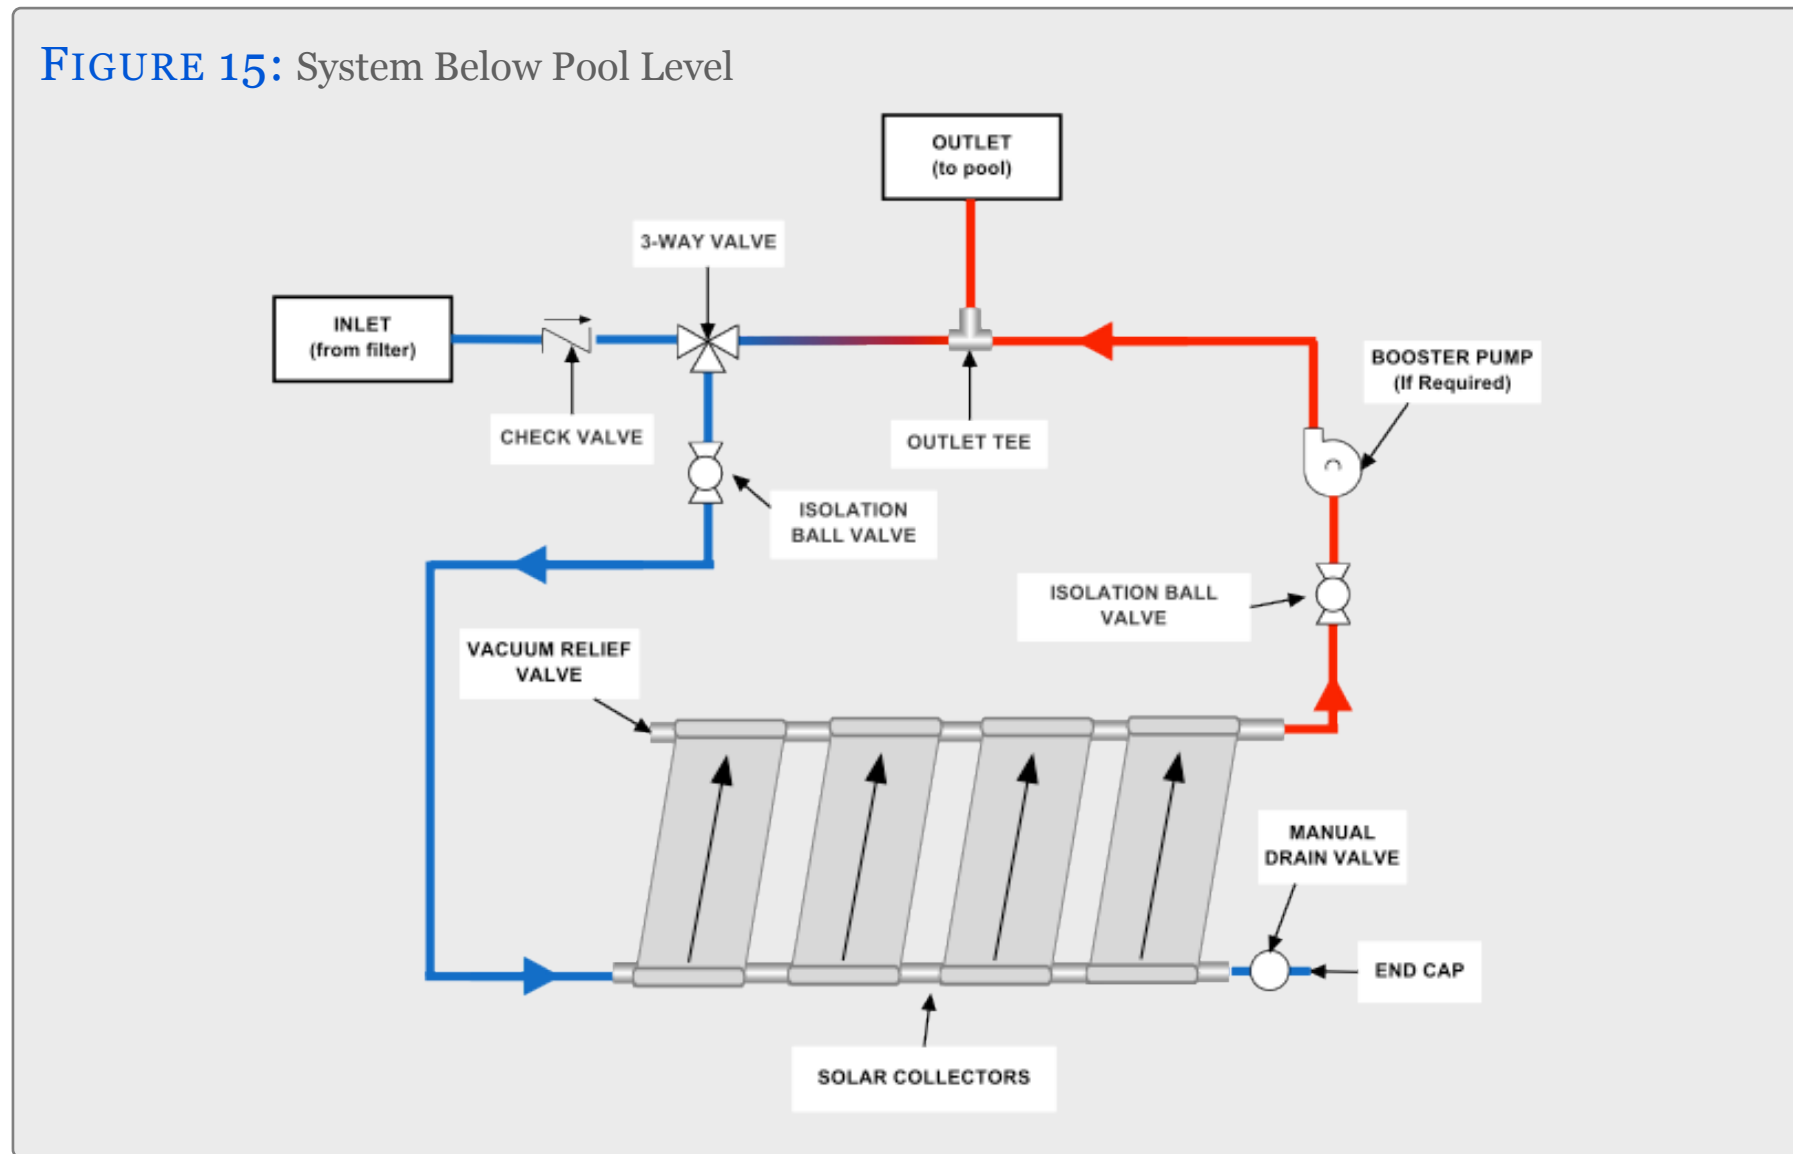 FIGURE 15: System Below Pool Level
OUTLET
(to pool)
3-WAY VALVE
INLET
(from filter)
BOOSTER PUMP
(If Required)
CHECK VALVE
OUTLET TEE
ISOLATION
BALL VALVE
ISOLATION BALL
VALVE
VACUUM RELIEF
VALVE
MANUAL
DRAIN VALVE
END CAP
SOLAR COLLECTORS